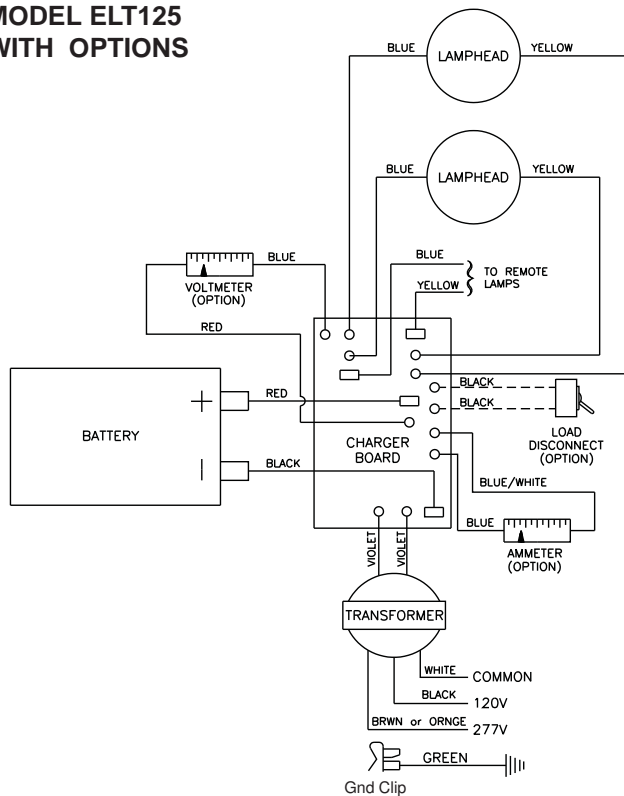 MODEL ELT125
WITH OPTIONS
BLUE
LAMPHEAD
YELLOW
BLUE
LAMPHEAD
YELLOW
BLUE
YELLOW
TO REMOTE
LAMPS
BLUE
VOLTMETER
(OPTION)
RED
BATTERY
+
RED
−
BLACK
CHARGER
BOARD
BLACK
BLACK
LOAD
DISCONNECT
(OPTION)
BLUE/WHITE
BLUE
AMMETER
(OPTION)
VIOLET
VIOLET
TRANSFORMER
WHITE
COMMON
BLACK
120V
BRWN or ORNGE
277V
GREEN
Gnd Clip